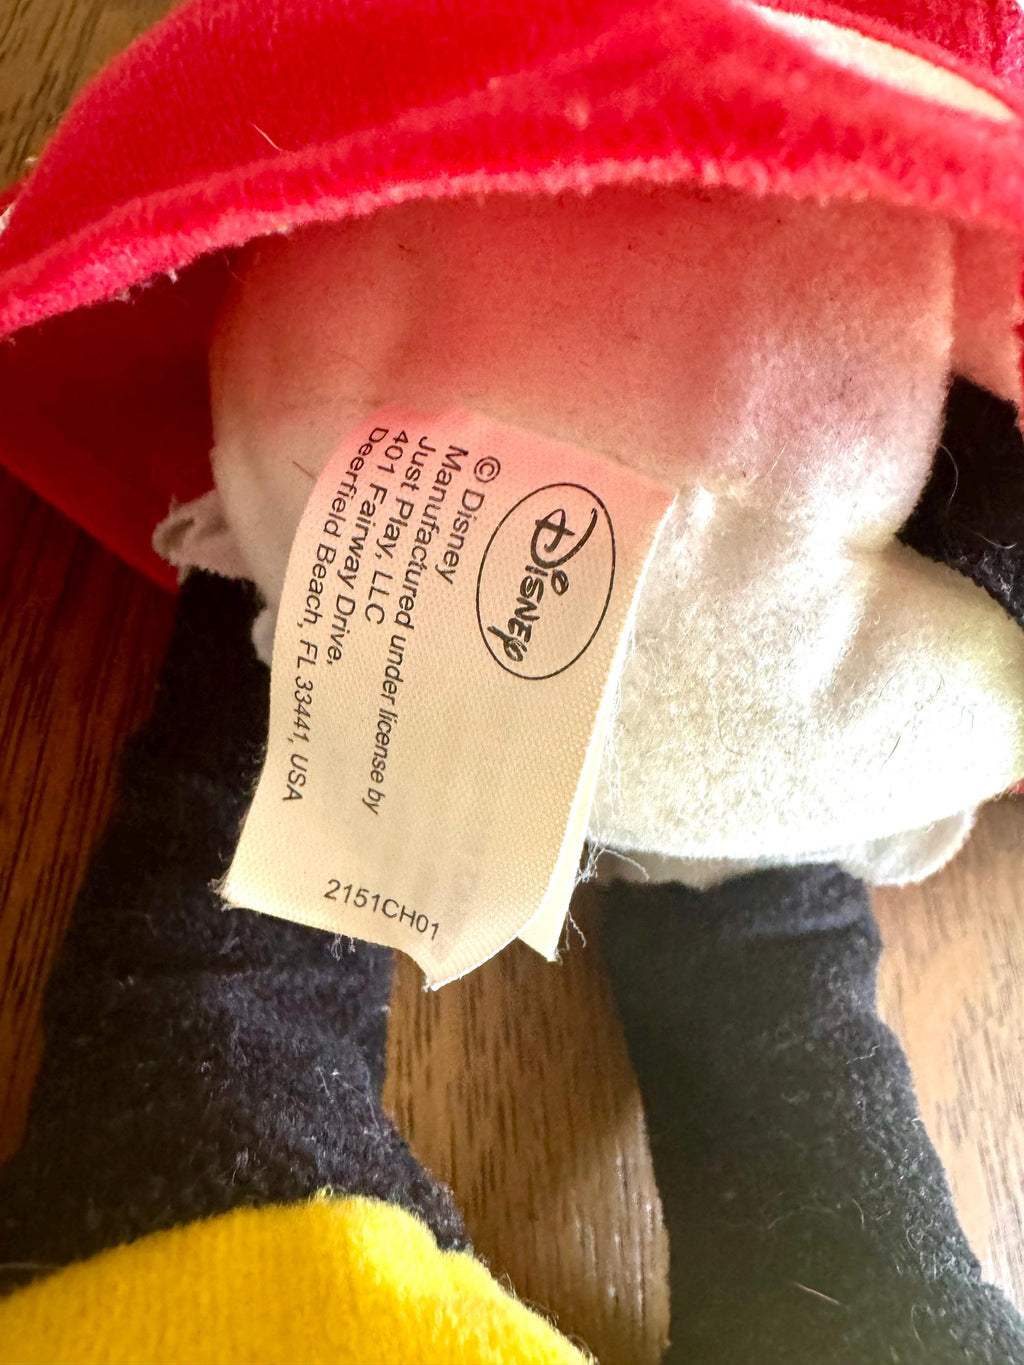 Disney
© Disney
Manufactured under license by
Just Play, LLC
401 Fairway Drive,
Deerfield Beach, FL 33441, USA
2151CH01